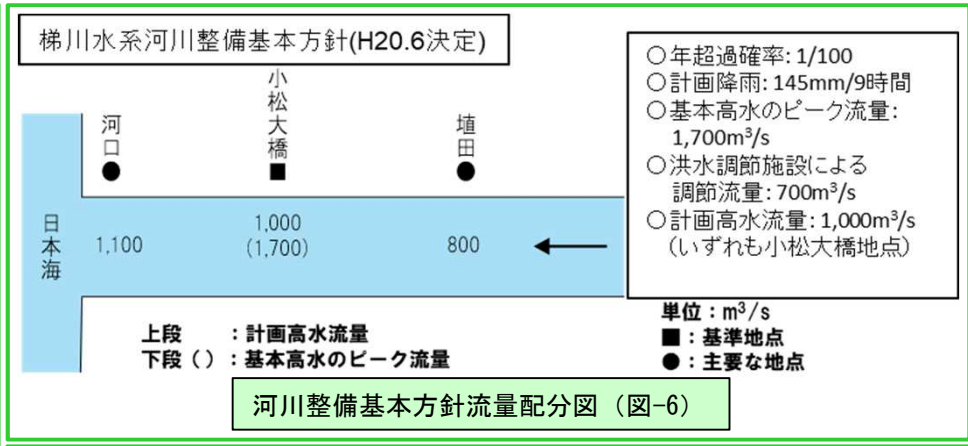 梯川水系河川整備基本方針(H20.6決定)
○年超過確率:1/100
○計画降雨:145mm/9時間
○基本高水のピーク流量:
1,700m³/s
○洪水調節施設による
調節流量:700m³/s
○計画高水流量:1,000m³/s
(いずれも小松大橋地点)
河口
小松大橋
埴田
日本海
1,100
1,000
(1,700)
800
上段 :計画高水流量
下段():基本高水のピーク流量
単位:m³/s
■:基準地点
●:主要な地点
河川整備基本方針流量配分図(図-6)